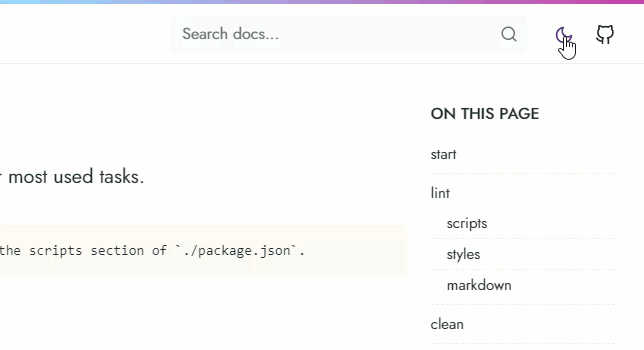 Search docs...
ON THIS PAGE
start
most used tasks.
lint
scripts
the scripts section of `./package.json`.
styles
markdown
clean